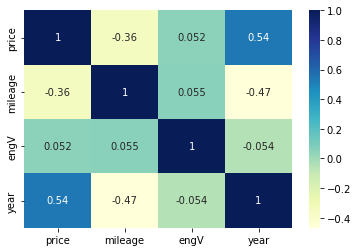 price 1 -0.36 0.052 0.54
mileage -0.36 1 0.055 -0.47
engV 0.052 0.055 1 -0.054
year 0.54 -0.47 -0.054 1
price mileage engV year
1.0
0.8
0.6
0.4
0.2
0.0
−0.2
−0.4